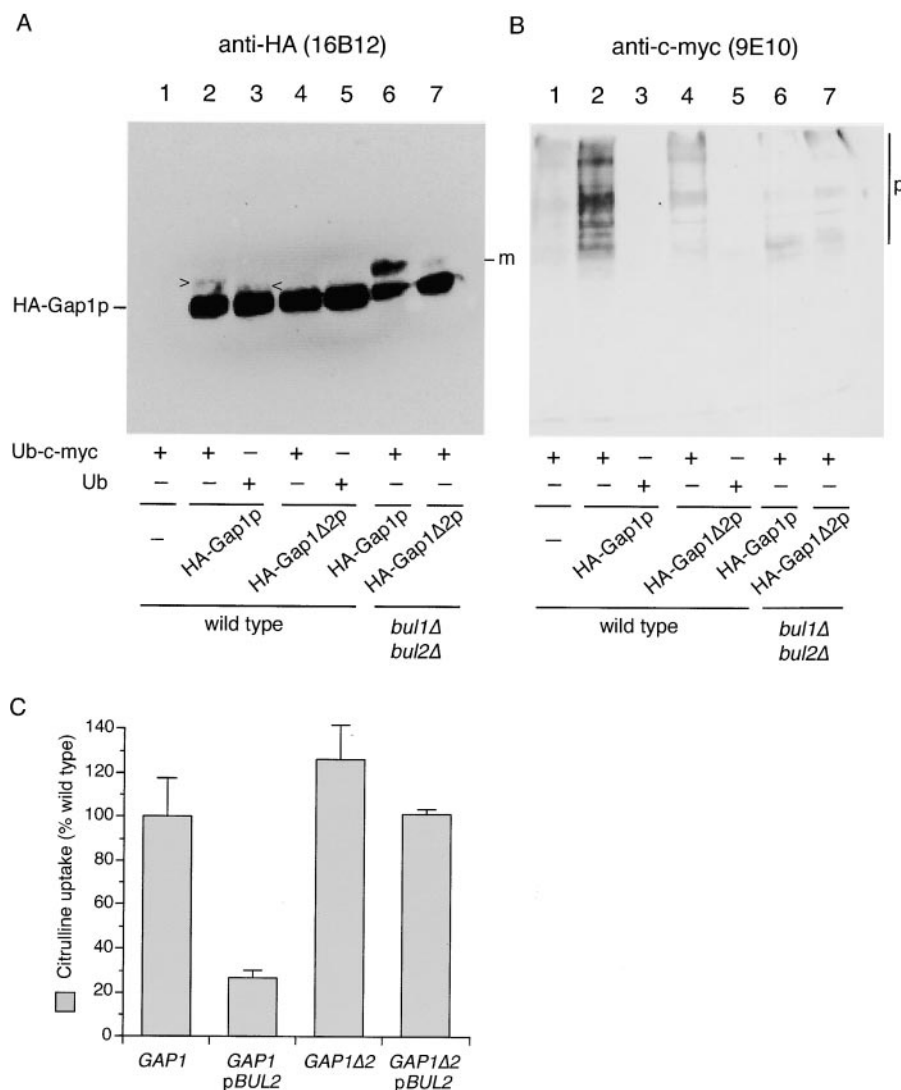 A
anti-HA (16B12)
1 2 3 4 5 6 7
>
<
m
HA-Gap1p
Ub-c-myc + + − + − + +
Ub − − + − + − −
−
HA-Gap1p
HA-Gap1Δ2p
HA-Gap1p
HA-Gap1Δ2p
wild type
bul1Δ
bul2Δ
B
anti-c-myc (9E10)
1 2 3 4 5 6 7
p
+ + − + − + +
− − + − + − −
−
HA-Gap1p
HA-Gap1Δ2p
HA-Gap1p
HA-Gap1Δ2p
wild type
bul1Δ
bul2Δ
C
Citrulline uptake (% wild type)
140
120
100
80
60
40
20
0
GAP1
GAP1
pBUL2
GAP1Δ2
GAP1Δ2
pBUL2